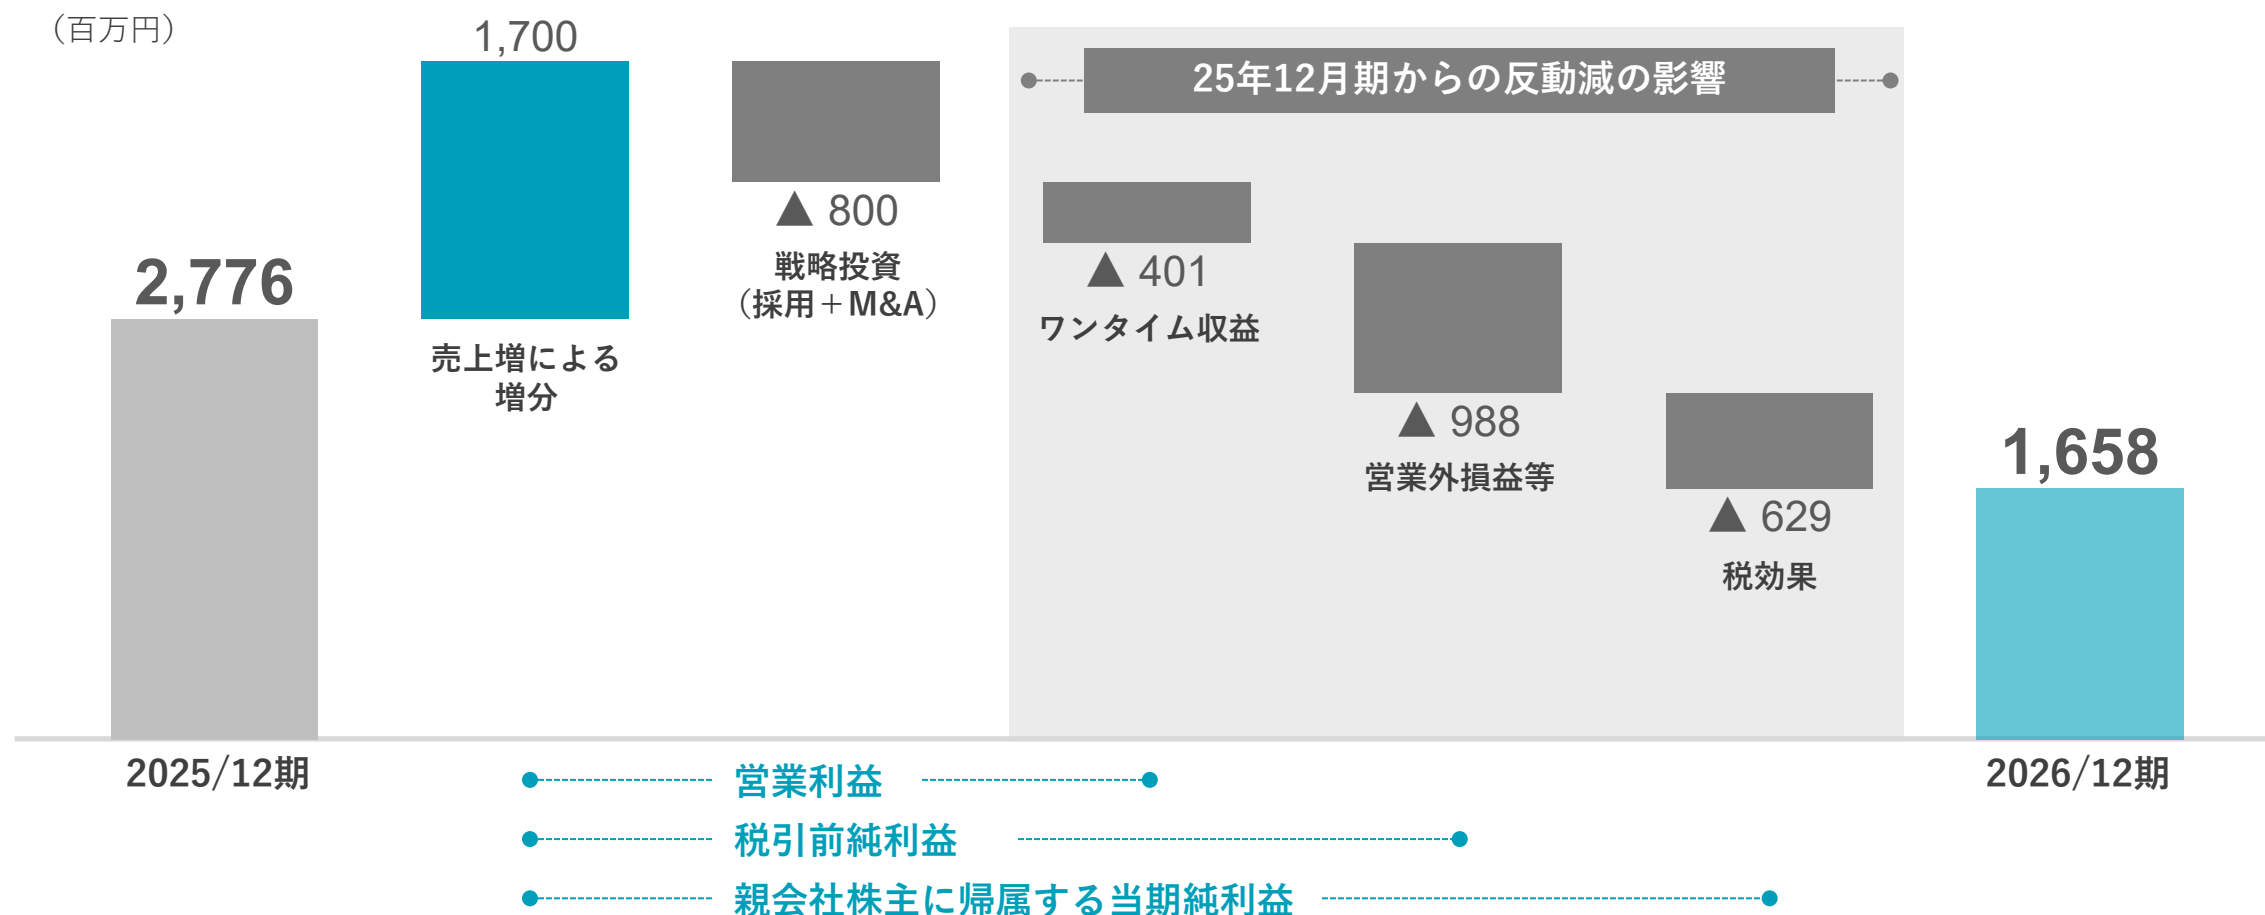 （百万円）
1,700
25年12月期からの反動減の影響
▲ 800
戦略投資
（採用＋M&A）
2,776
▲ 401
ワンタイム収益
売上増による
増分
▲ 988
営業外損益等
1,658
▲ 629
税効果
2025/12期
2026/12期
営業利益
税引前純利益
親会社株主に帰属する当期純利益